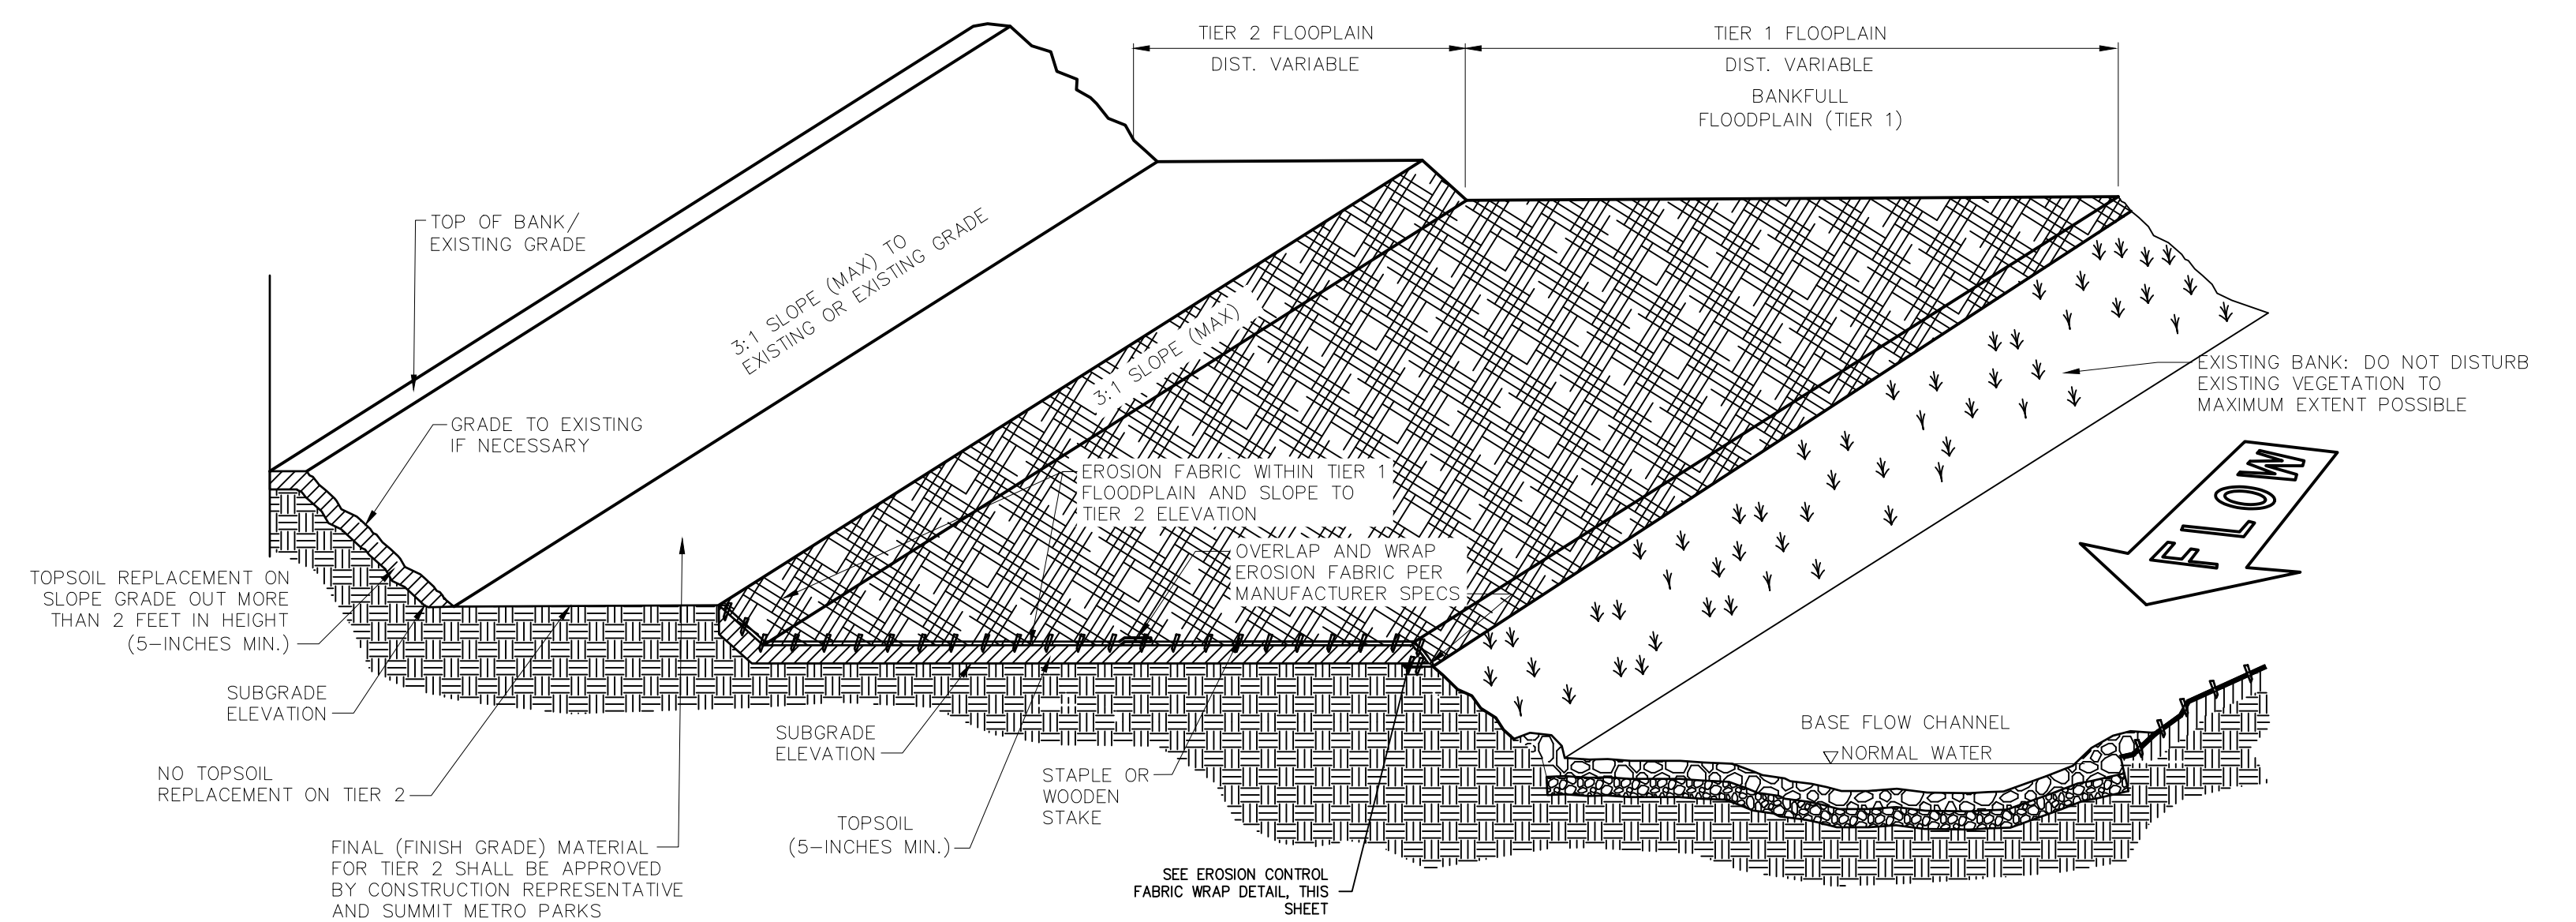 TIER 2 FLOOPLAIN
DIST. VARIABLE
TIER 1 FLOOPLAIN
DIST. VARIABLE
BANKFULL
FLOODPLAIN (TIER 1)
TOP OF BANK/
EXISTING GRADE
3:1 SLOPE (MAX) TO
EXISTING OR EXISTING GRADE
3:1 SLOPE (MAX)
EXISTING BANK: DO NOT DISTURB
EXISTING VEGETATION TO
MAXIMUM EXTENT POSSIBLE
GRADE TO EXISTING
IF NECESSARY
FLOW
EROSION FABRIC WITHIN TIER 1
FLOODPLAIN AND SLOPE TO
TIER 2 ELEVATION
OVERLAP AND WRAP
EROSION FABRIC PER
MANUFACTURER SPECS
TOPSOIL REPLACEMENT ON
SLOPE GRADE OUT MORE
THAN 2 FEET IN HEIGHT
(5-INCHES MIN.)
SUBGRADE
ELEVATION
NO TOPSOIL
REPLACEMENT ON TIER 2
FINAL (FINISH GRADE) MATERIAL
FOR TIER 2 SHALL BE APPROVED
BY CONSTRUCTION REPRESENTATIVE
AND SUMMIT METRO PARKS
SUBGRADE
ELEVATION
TOPSOIL
(5-INCHES MIN.)
STAPLE OR
WOODEN
STAKE
SEE EROSION CONTROL
FABRIC WRAP DETAIL, THIS
SHEET
BASE FLOW CHANNEL
NORMAL WATER